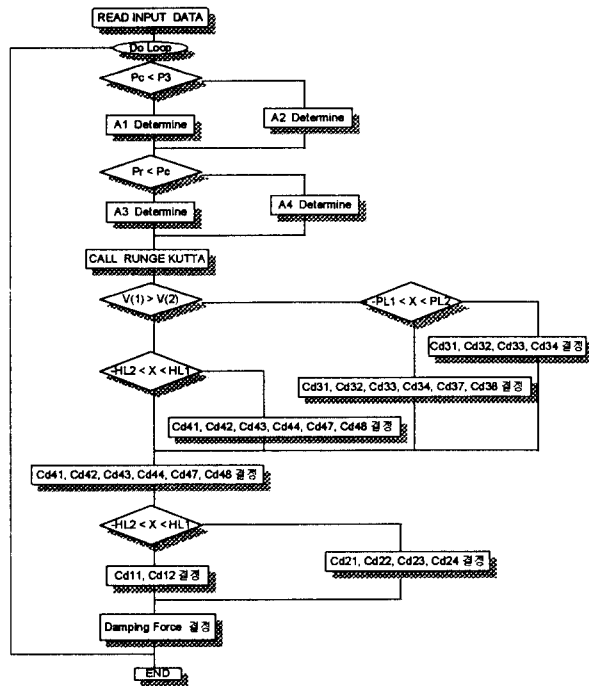 READ INPUT DATA
Do Loop
Pc < P3
A1 Determine
A2 Determine
Pr < Pc
A3 Determine
A4 Determine
CALL RUNGE KUTTA
V(1) > V(2)
-PL1 < X < PL2
Cd31, Cd32, Cd33, Cd34 결정
Cd31, Cd32, Cd33, Cd34, Cd37, Cd38 결정
-HL2 < X < HL1
Cd41, Cd42, Cd43, Cd44, Cd47, Cd48 결정
Cd41, Cd42, Cd43, Cd44, Cd47, Cd48 결정
-HL2 < X < HL1
Cd11, Cd12 결정
Cd21, Cd22, Cd23, Cd24 결정
Damping Force 결정
END